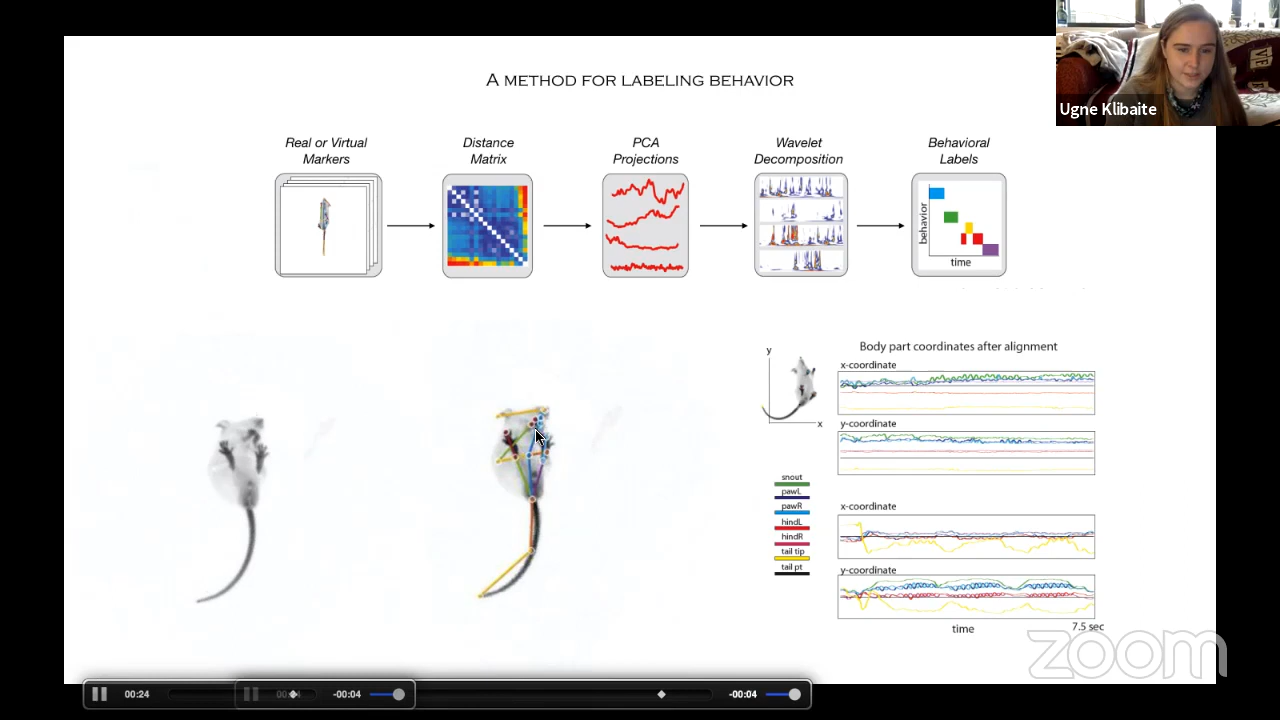 A METHOD FOR LABELING BEHAVIOR
Ugne Klibaite
Real or Virtual
Markers
Distance
Matrix
PCA
Projections
Wavelet
Decomposition
Behavioral
Labels
behavior
time
Body part coordinates after alignment
y
x
x-coordinate
y-coordinate
snout
pawL
pawR
hindL
hindR
tail tip
tail pt
x-coordinate
y-coordinate
time
7.5 sec
zoom
00:24
-00:04
-00:04